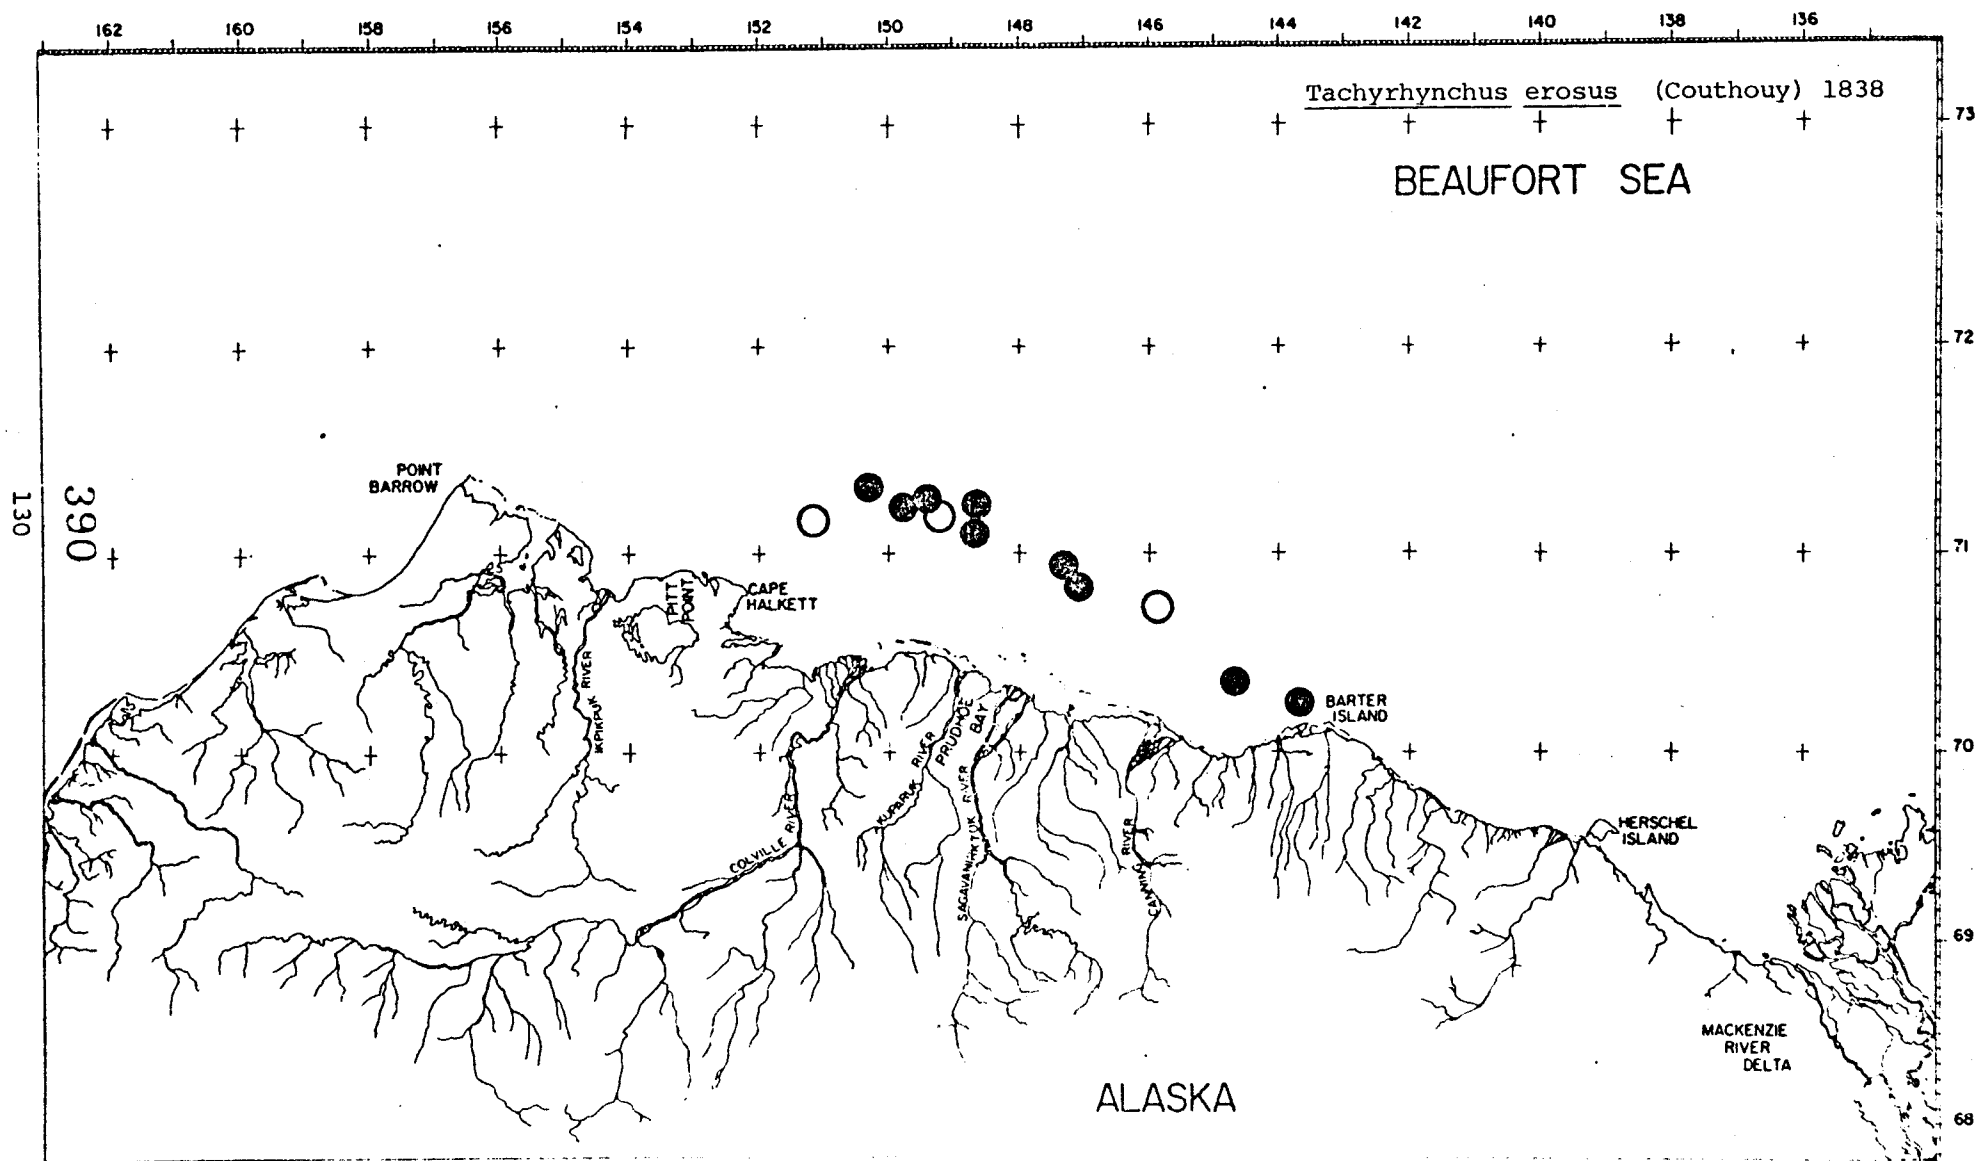 162 160 158 156 154 152 150 148 146 144 142 140 138 136
Tachyrhynchus erosus (Couthouy) 1838
73
BEAUFORT SEA
72
POINT
BARROW
130
390
71
PITT
POINT
CAPE
HALKETT
BARTER
ISLAND
IKPIKPUK RIVER
PRUDHOE
BAY
70
KUPARUK RIVER
SAGAVANIRKTUK RIVER
COLVILLE RIVER
CANNING RIVER
HERSCHEL
ISLAND
69
MACKENZIE
RIVER
DELTA
ALASKA
68